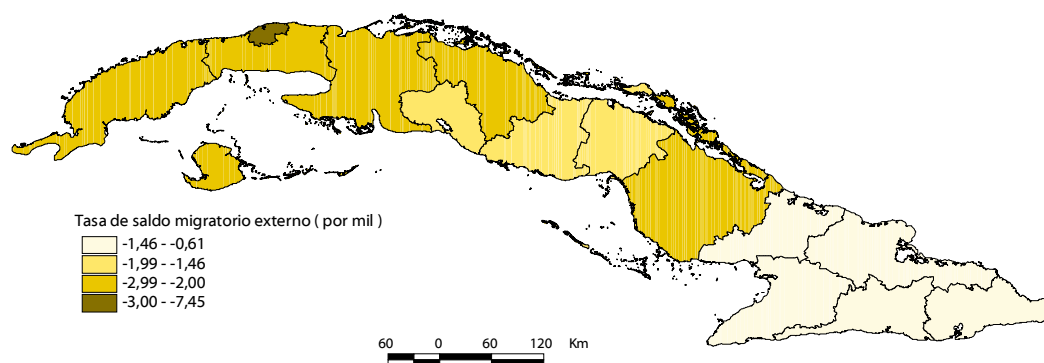 Tasa de saldo migratorio externo ( por mil )
-1,46 - -0,61
-1,99 - -1,46
-2,99 - -2,00
-3,00 - -7,45
60 0 60 120 Km